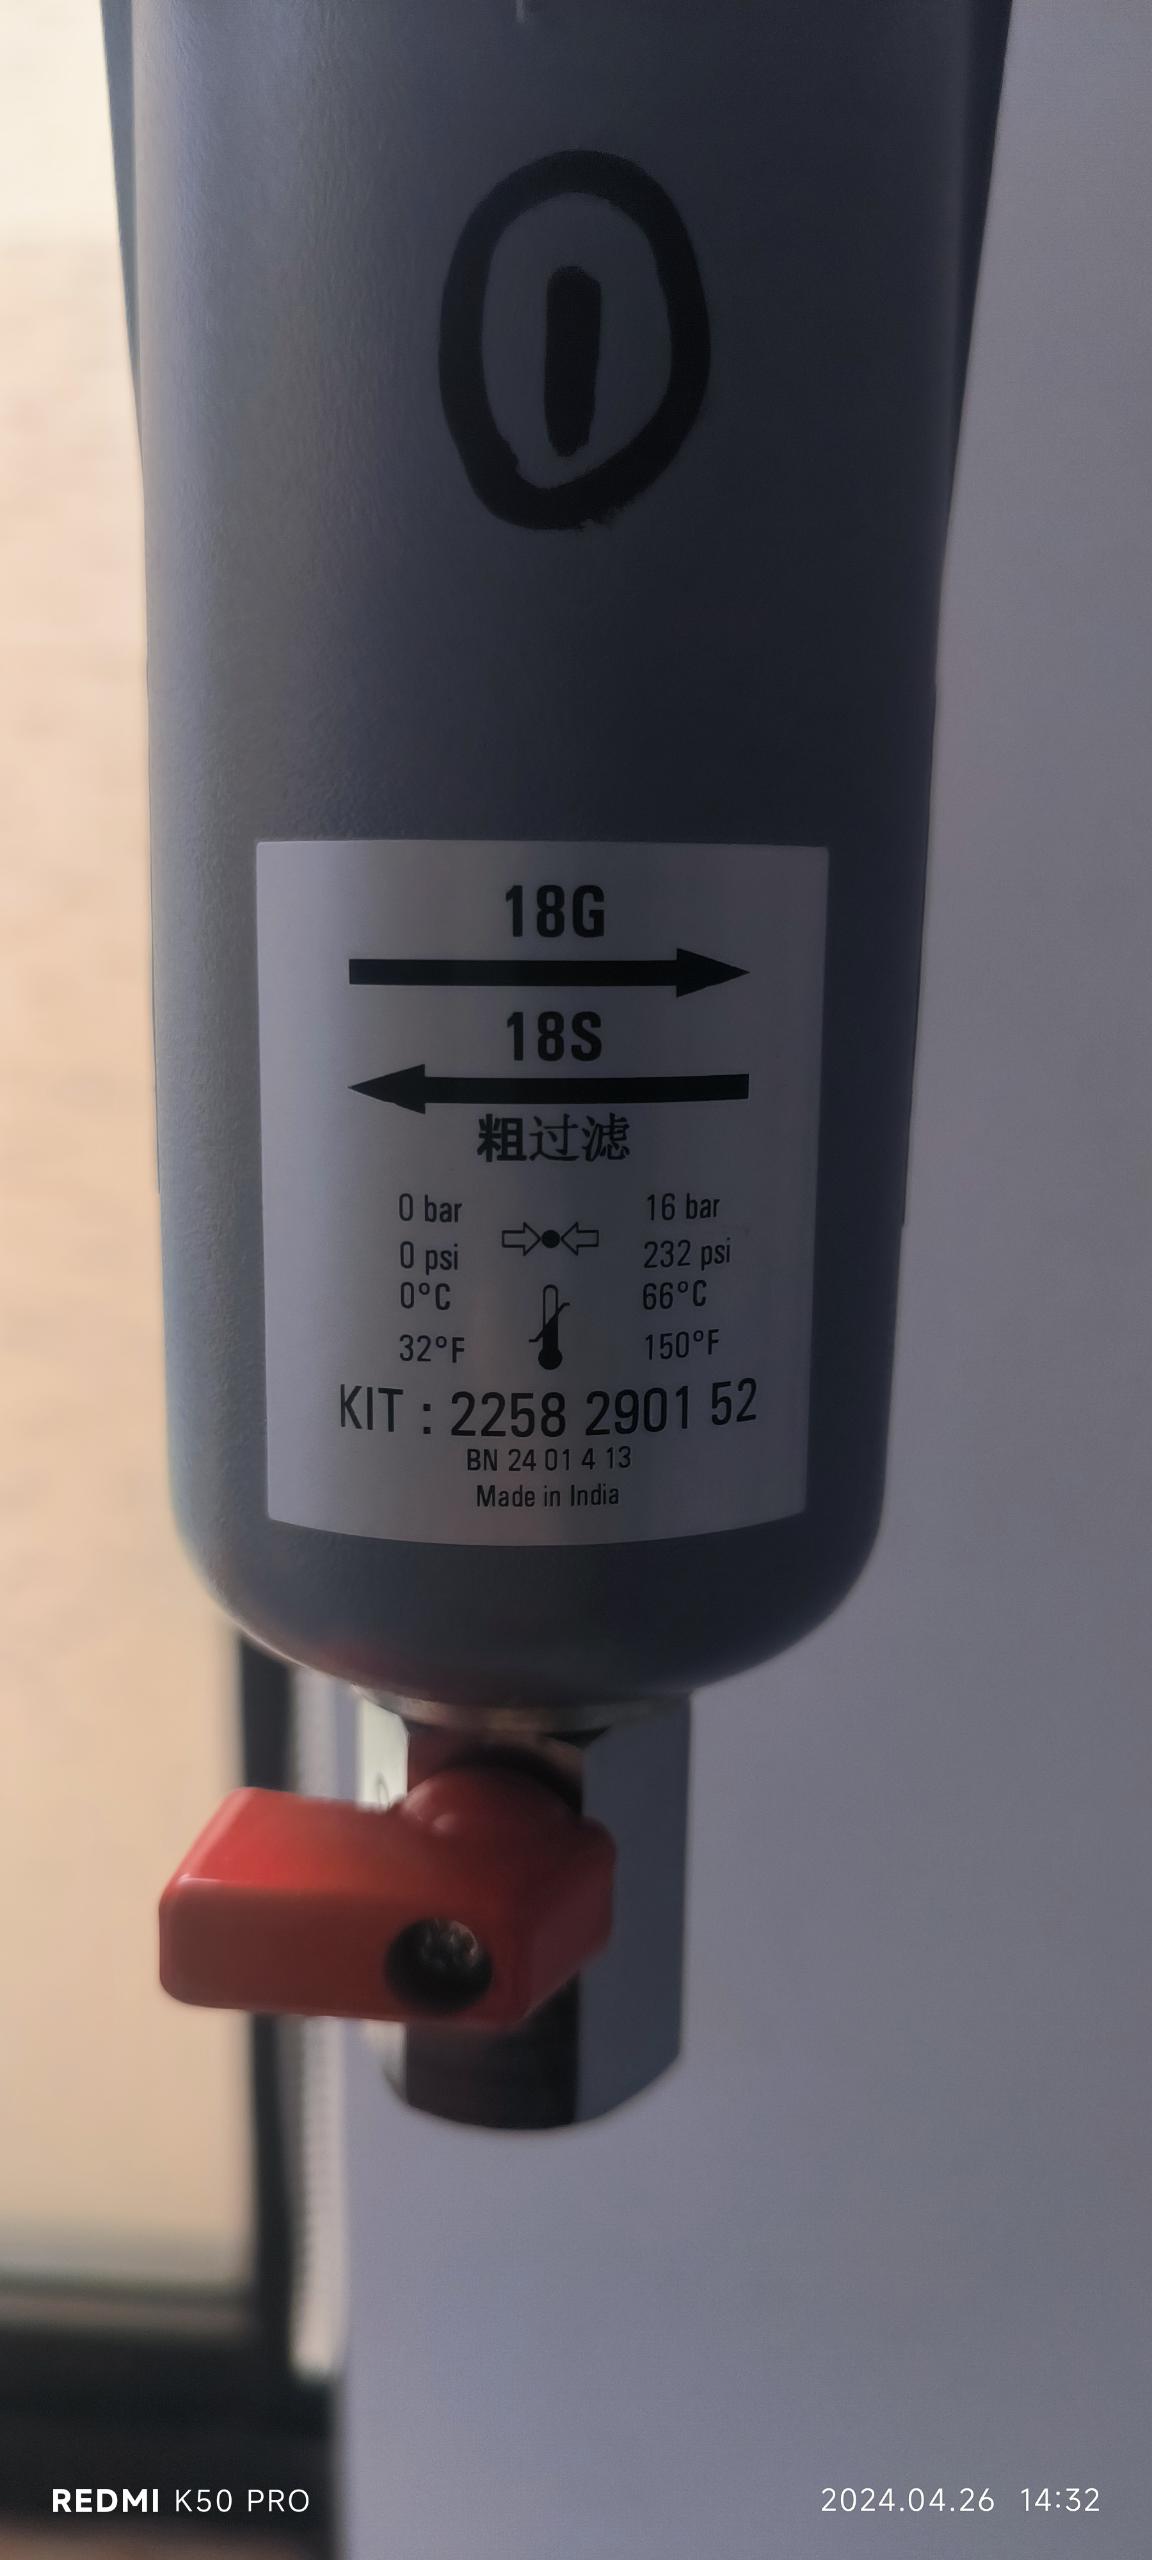 1
18G
18S
粗过滤
0 bar 16 bar
0 psi 232 psi
0°C 66°C
32°F 150°F
KIT : 2258 2901 52
BN 24 01 4 13
Made in India
REDMI K50 PRO 2024.04.26 14:32